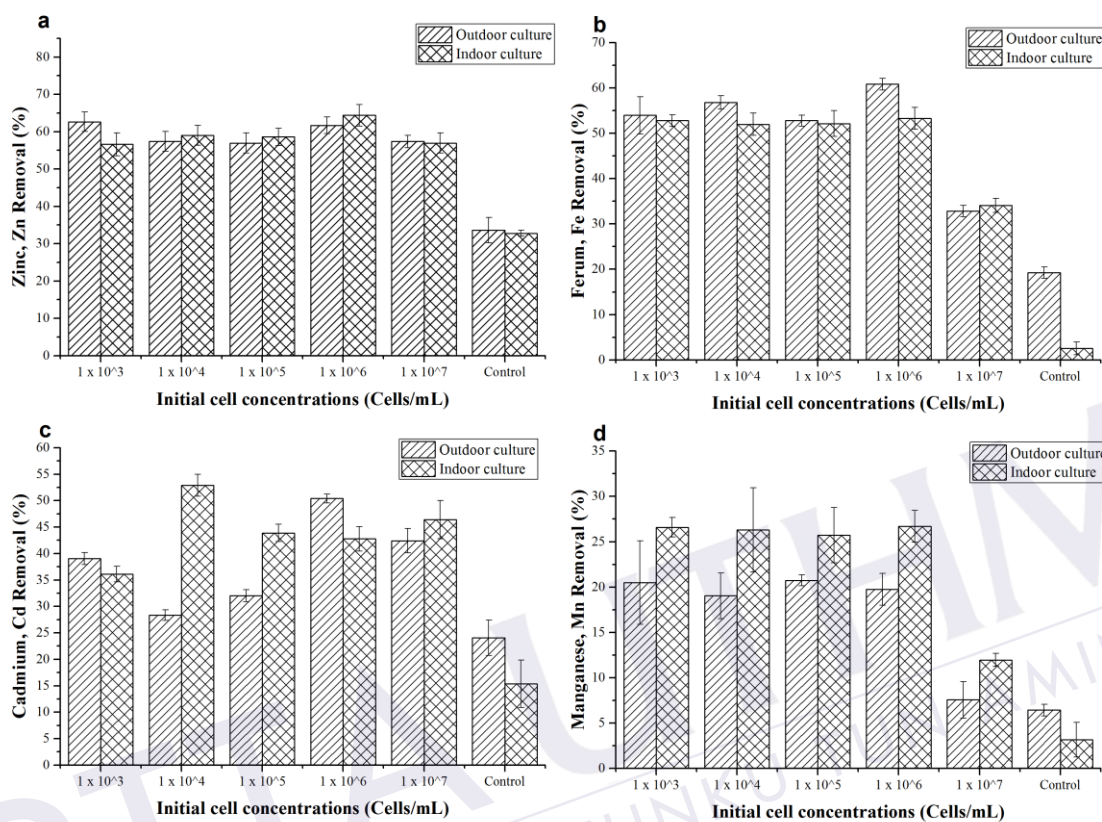 a
Outdoor culture
Indoor culture
Zinc, Zn Removal (%)
80
70
60
50
40
30
20
10
0
1 x 10^3
1 x 10^4
1 x 10^5
1 x 10^6
1 x 10^7
Control
Initial cell concentrations (Cells/mL)
b
Outdoor culture
Indoor culture
Ferum, Fe Removal (%)
70
60
50
40
30
20
10
0
1 x 10^3
1 x 10^4
1 x 10^5
1 x 10^6
1 x 10^7
Control
Initial cell concentrations (Cells/mL)
c
Outdoor culture
Indoor culture
Cadmium, Cd Removal (%)
60
55
50
45
40
35
30
25
20
15
10
5
0
1 x 10^3
1 x 10^4
1 x 10^5
1 x 10^6
1 x 10^7
Control
Initial cell concentrations (Cells/mL)
d
Outdoor culture
Indoor culture
Manganese, Mn Removal (%)
35
30
25
20
15
10
5
0
1 x 10^3
1 x 10^4
1 x 10^5
1 x 10^6
1 x 10^7
Control
Initial cell concentrations (Cells/mL)